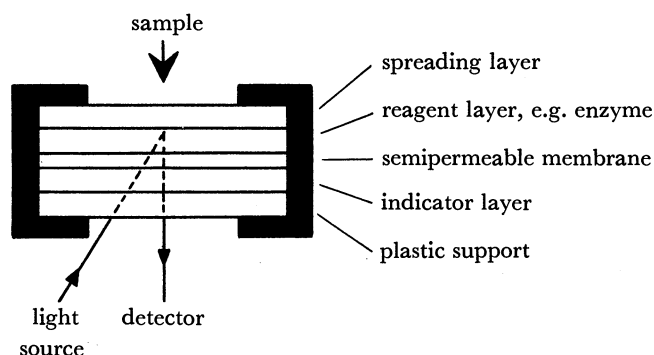 sample
spreading layer
reagent layer, e.g. enzyme
semipermeable membrane
indicator layer
plastic support
light
source
detector